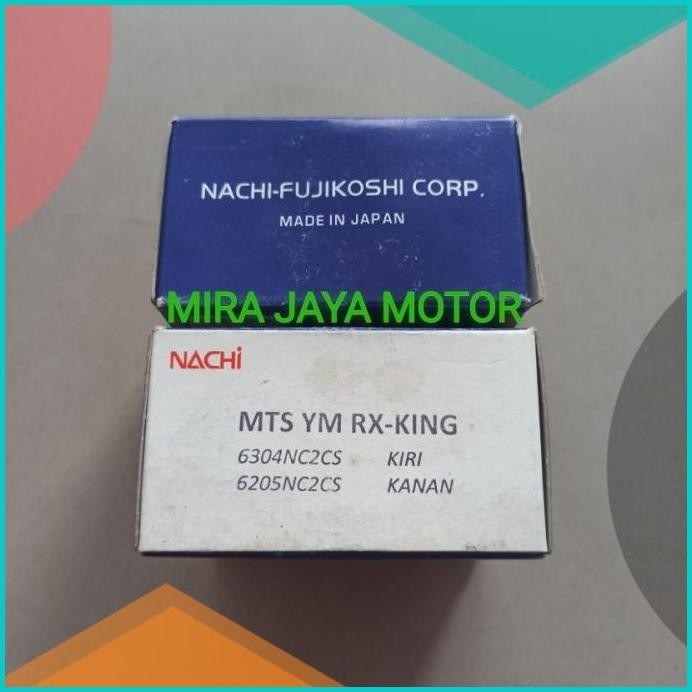 NACHI-FUJIKOSHI CORP.
MADE IN JAPAN
MIRA JAYA MOTOR
NACHi
MTS YM RX-KING
6304NC2CS KIRI
6205NC2CS KANAN